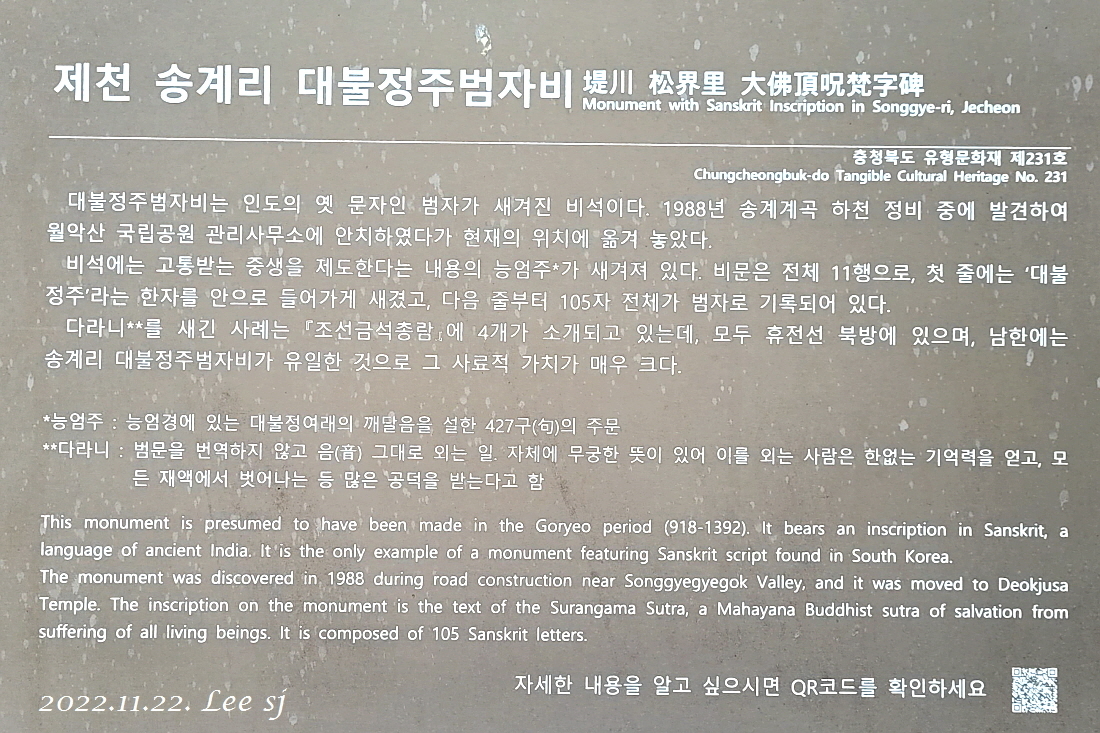 제천 송계리 대불정주범자비 堤川 松界里 大佛頂呪梵字碑
Monument with Sanskrit Inscription in Songgye-ri, Jecheon
충청북도 유형문화재 제231호
Chungcheongbuk-do Tangible Cultural Heritage No. 231
대불정주범자비는 인도의 옛 문자인 범자가 새겨진 비석이다. 1988년 송계계곡 하천 정비 중에 발견하여
월악산 국립공원 관리사무소에 안치하였다가 현재의 위치에 옮겨 놓았다.
비석에는 고통받는 중생을 제도한다는 내용의 능엄주*가 새겨져 있다. 비문은 전체 11행으로, 첫 줄에는 ‘대불
정주’라는 한자를 안으로 들어가게 새겼고, 다음 줄부터 105자 전체가 범자로 기록되어 있다.
다라니**를 새긴 사례는 『조선금석총람』에 4개가 소개되고 있는데, 모두 휴전선 북방에 있으며, 남한에는
송계리 대불정주범자비가 유일한 것으로 그 사료적 가치가 매우 크다.
*능엄주 : 능엄경에 있는 대불정여래의 깨달음을 설한 427구(句)의 주문
**다라니 : 범문을 번역하지 않고 음(音) 그대로 외는 일. 자체에 무궁한 뜻이 있어 이를 외는 사람은 한없는 기억력을 얻고, 모
든 재액에서 벗어나는 등 많은 공덕을 받는다고 함
This monument is presumed to have been made in the Goryeo period (918-1392). It bears an inscription in Sanskrit, a
language of ancient India. It is the only example of a monument featuring Sanskrit script found in South Korea.
The monument was discovered in 1988 during road construction near Songgyegyegok Valley, and it was moved to Deokjusa
Temple. The inscription on the monument is the text of the Surangama Sutra, a Mahayana Buddhist sutra of salvation from
suffering of all living beings. It is composed of 105 Sanskrit letters.
자세한 내용을 알고 싶으시면 QR코드를 확인하세요
2022.11.22. Lee sj